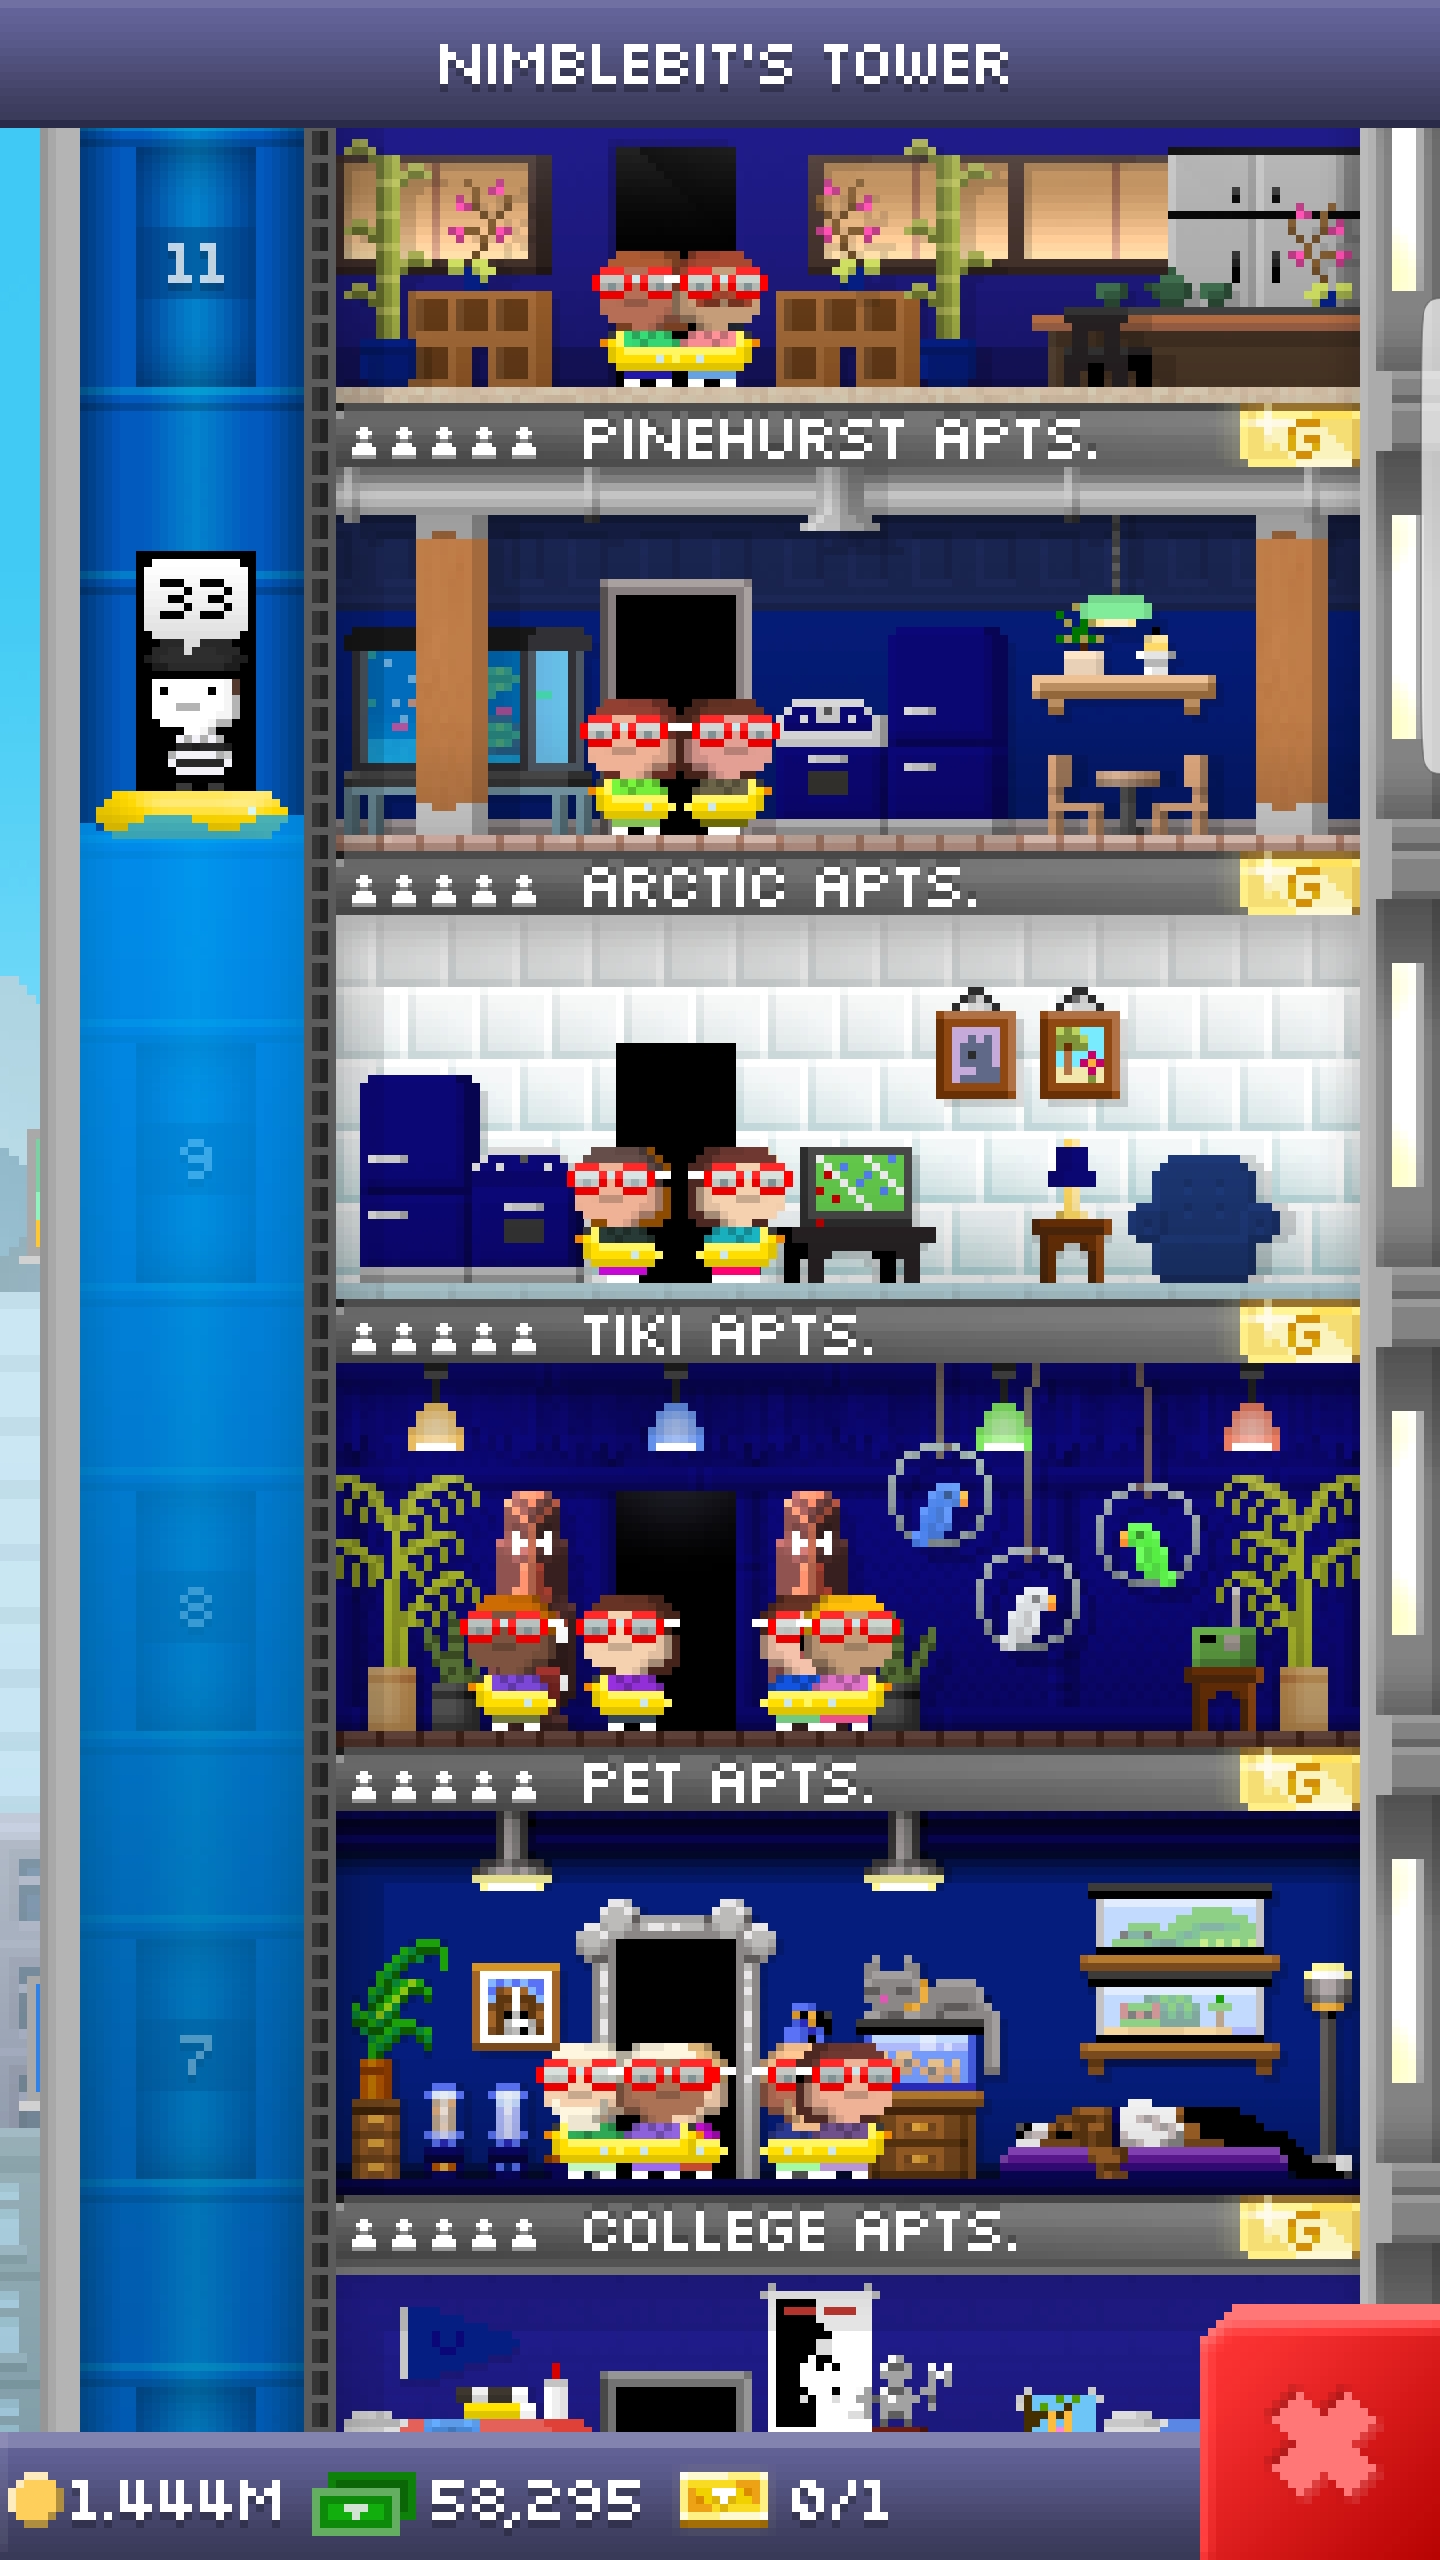 NIMBLEBIT'S TOWER
11
PINEHURST APTS. G
33
ARCTIC APTS. G
9
TIKI APTS. G
8
PET APTS. G
7
COLLEGE APTS. G
U
1.444M 58,295 0/1